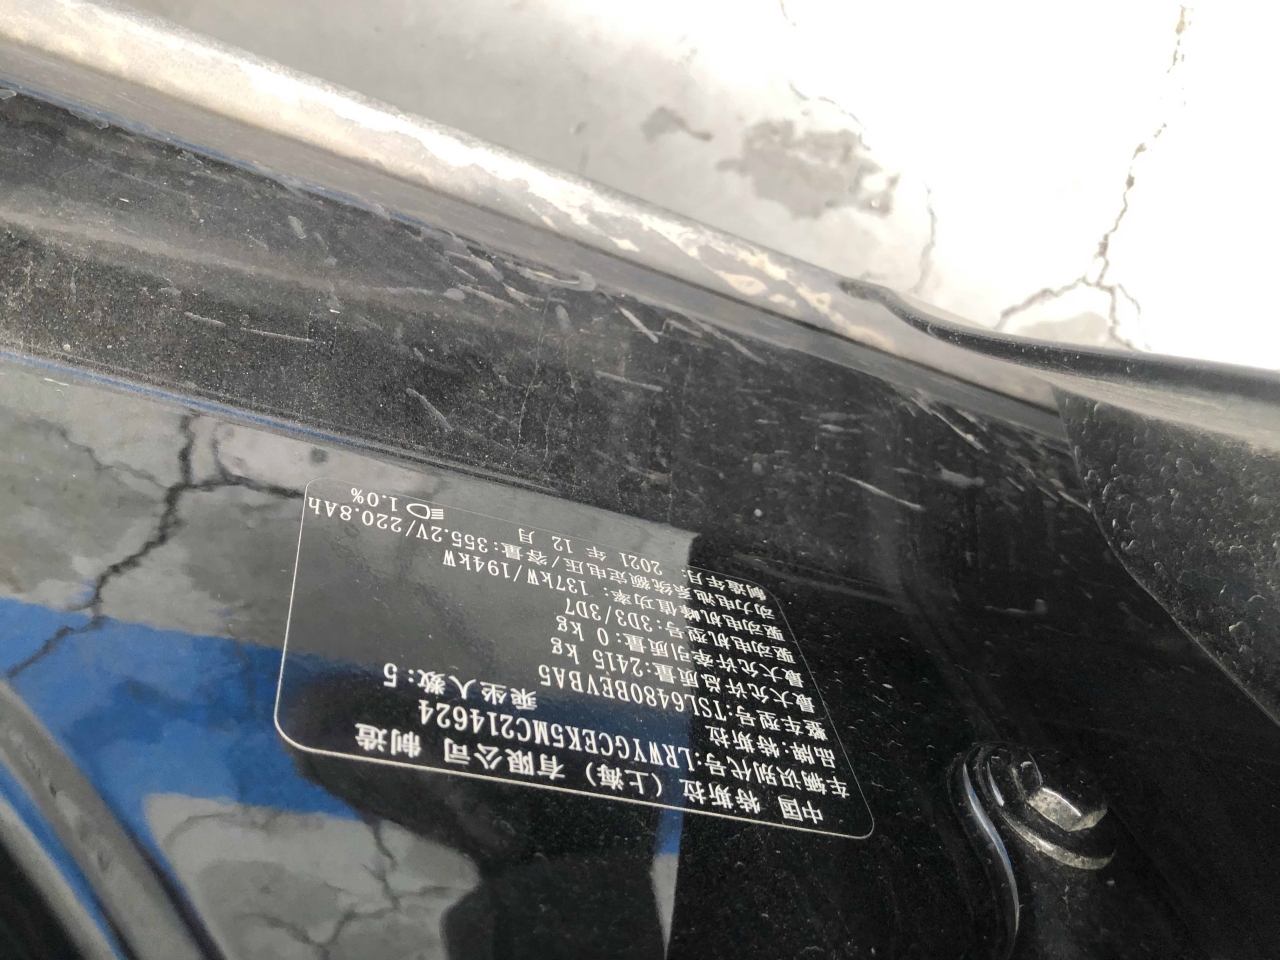 中国 特斯拉（上海）有限公司 制造
车辆识别代号:LRWYGCEK5MC214624
品牌:特斯拉 乘坐人数:5
整车型号:TSL6480BEVBA5
最大允许总质量:2415 kg
最大允许牵引质量:0 kg
驱动电机型号:3D3/3D7
驱动电机峰值功率: 137kW/194kW
动力电池系统额定电压/容量:355.2V/220.8Ah
制造年月: 2021 年 12 月 1.0%